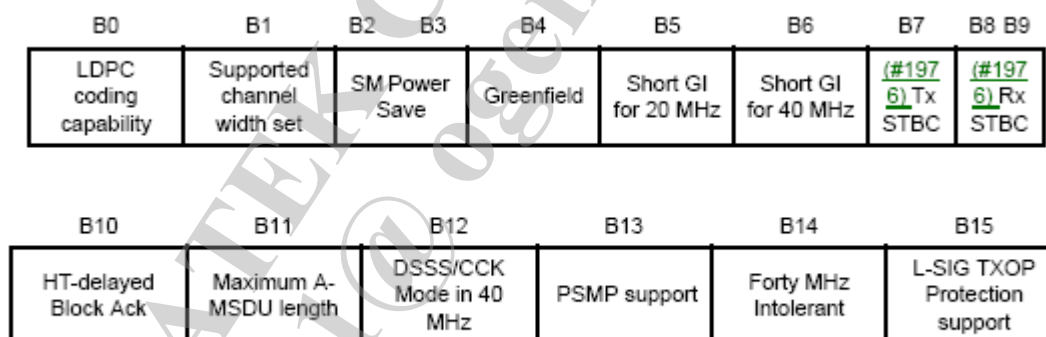 B0 B1 B2 B3 B4 B5 B6 B7 B8 B9
LDPC
coding
capability
Supported
channel
width set
SM Power
Save
Greenfield
Short GI
for 20 MHz
Short GI
for 40 MHz
(#197
6) Tx
STBC
(#197
6) Rx
STBC
B10 B11 B12 B13 B14 B15
HT-delayed
Block Ack
Maximum A-
MSDU length
DSSS/CCK
Mode in 40
MHz
PSMP support
Forty MHz
Intolerant
L-SIG TXOP
Protection
support